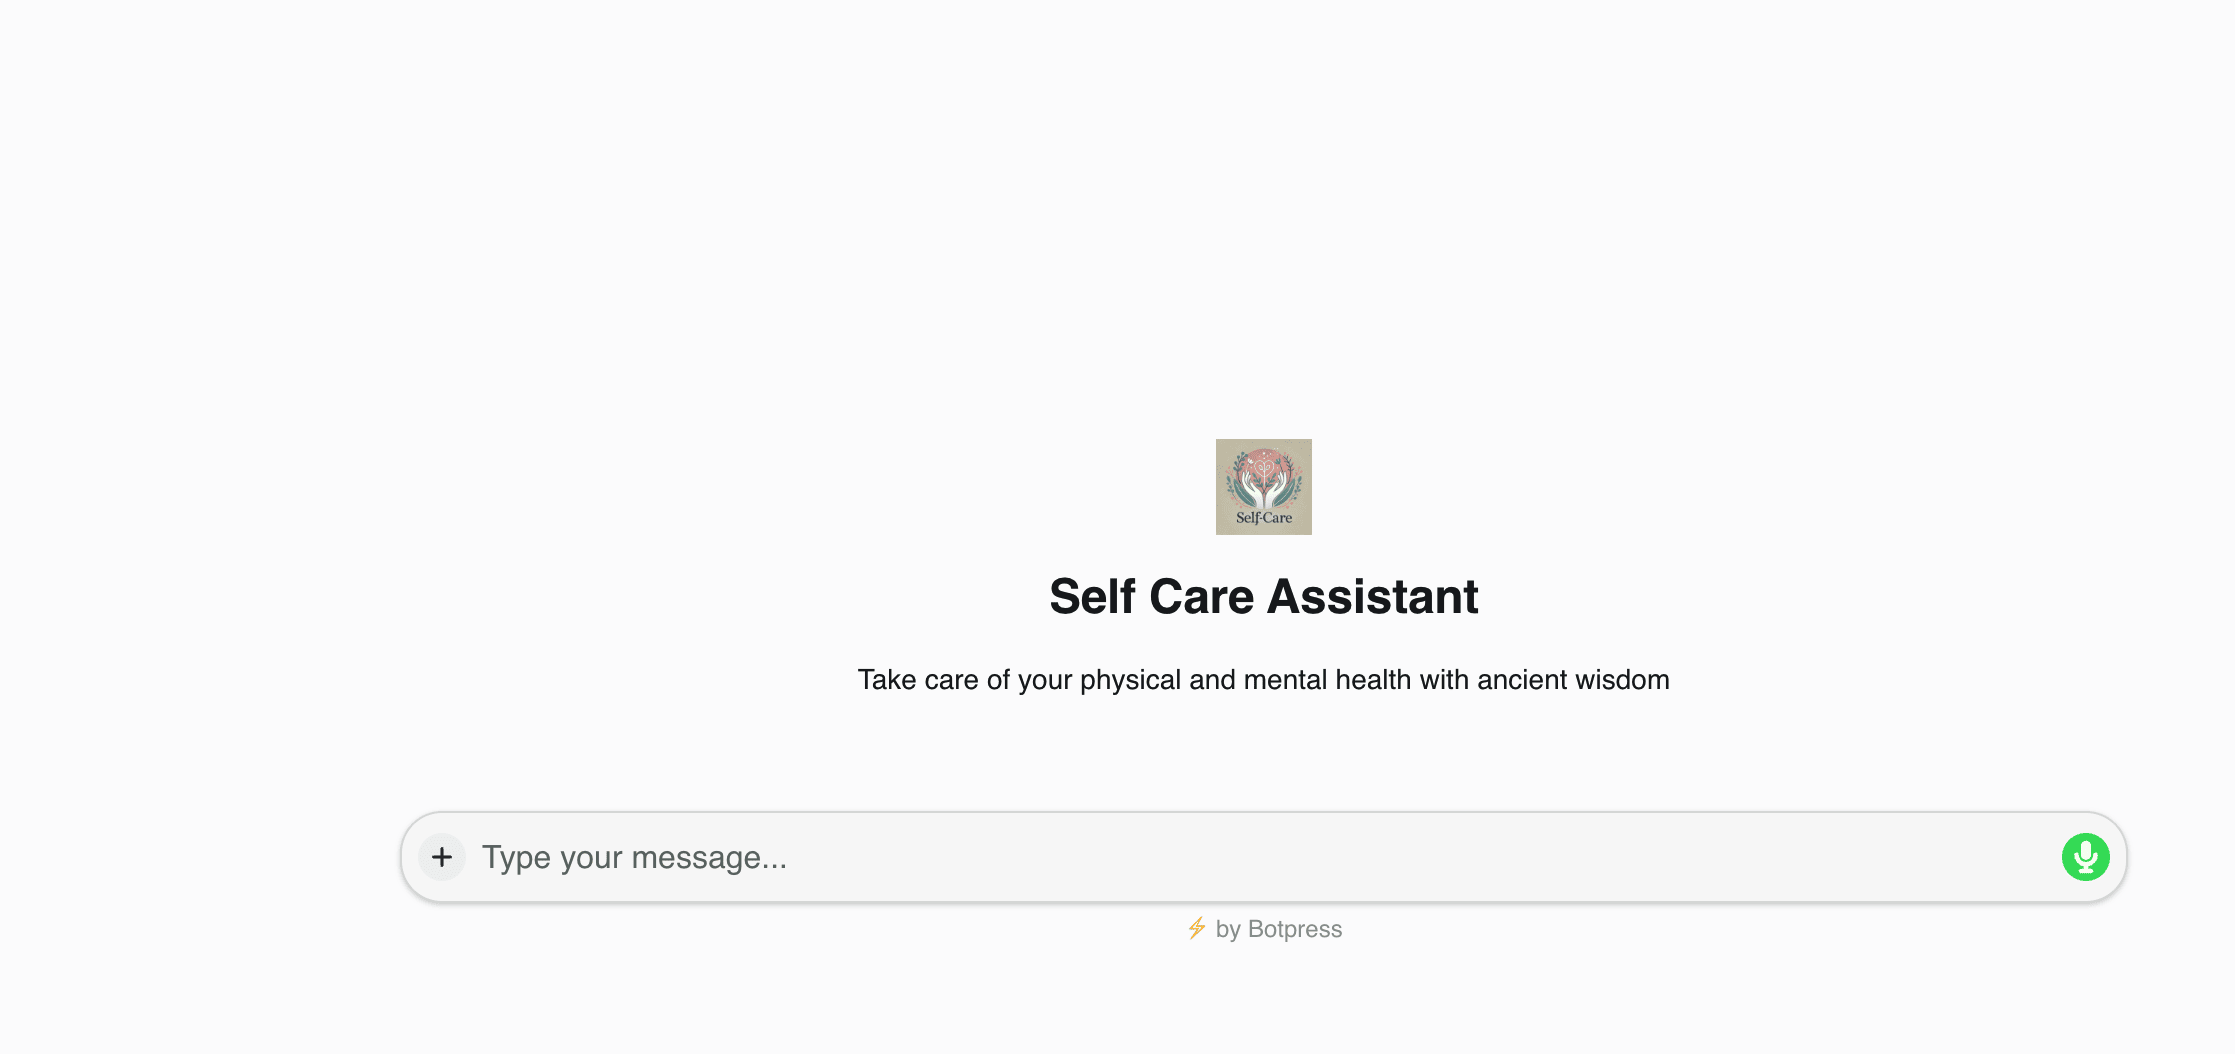 Self-Care
Self Care Assistant
Take care of your physical and mental health with ancient wisdom
Type your message...
by Botpress